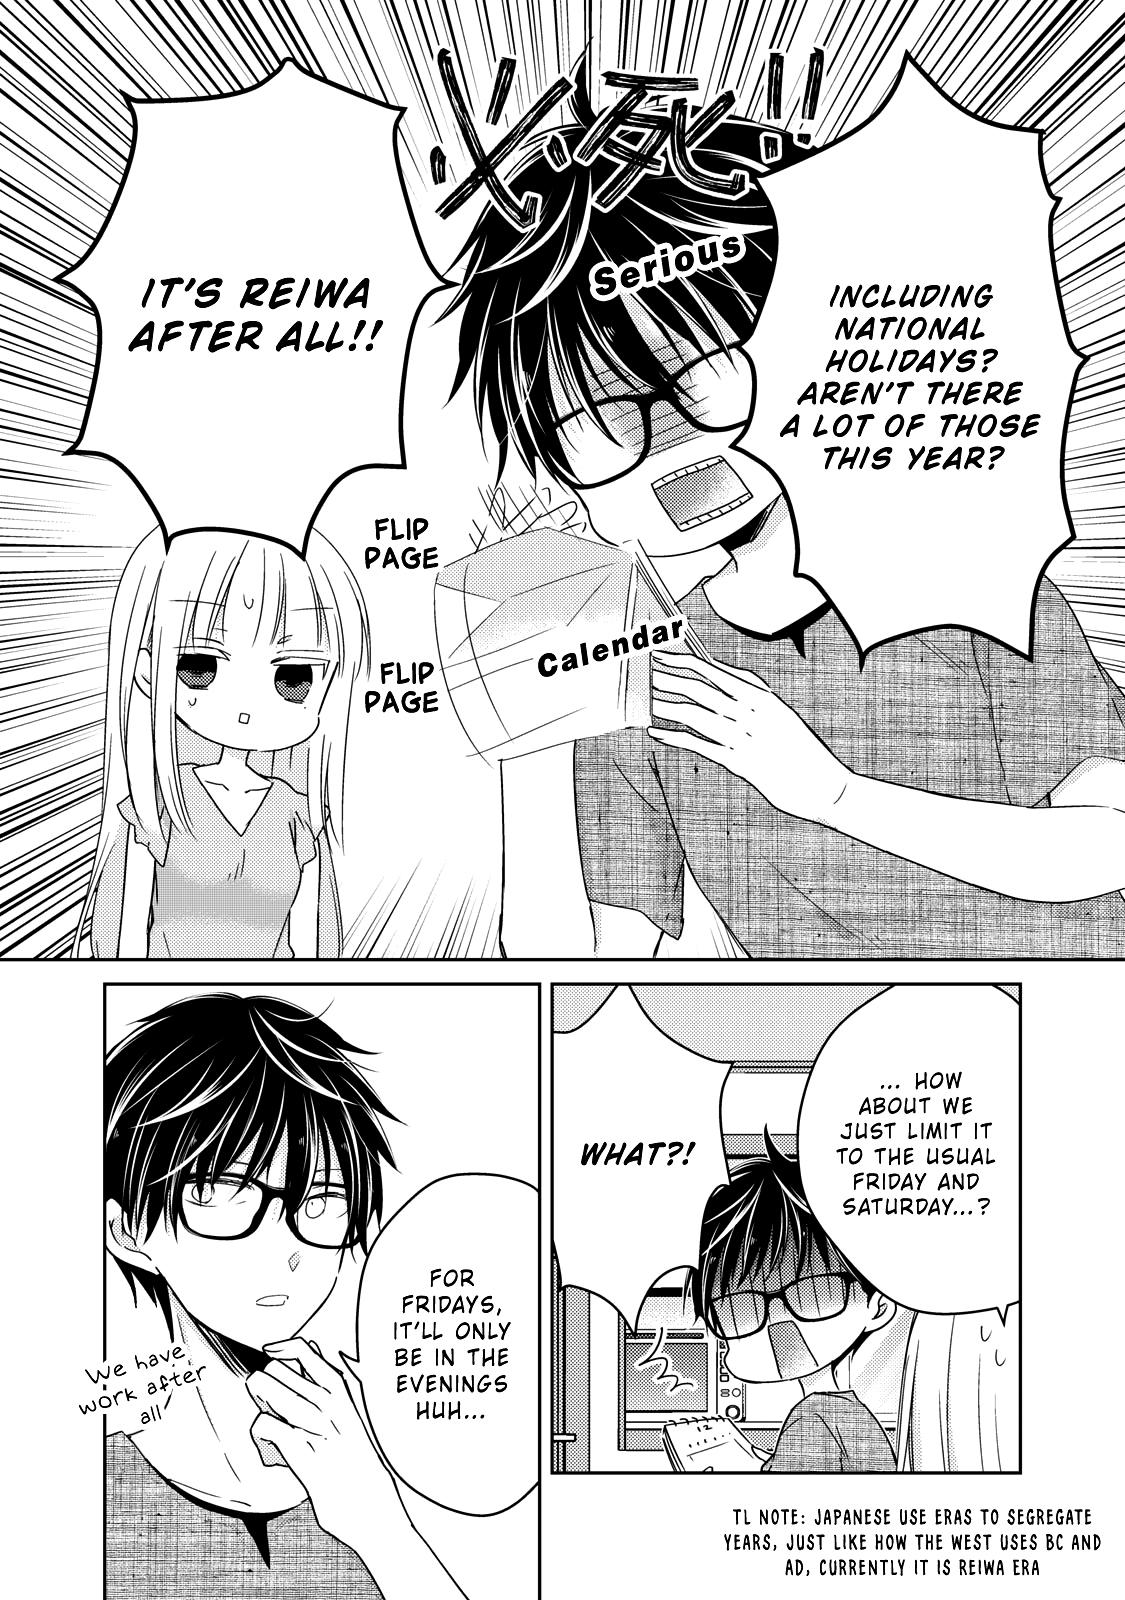 INCLUDING
NATIONAL
HOLIDAYS?
AREN'T THERE
A LOT OF THOSE
THIS YEAR?
必死!!
Serious
IT'S REIWA
AFTER ALL!!
FLIP
PAGE
Calendar
FLIP
PAGE
... HOW
ABOUT WE
JUST LIMIT IT
TO THE USUAL
FRIDAY AND
SATURDAY...?
WHAT?!
12
FOR
FRIDAYS,
IT'LL ONLY
BE IN THE
EVENINGS
HUH...
We have
work after
all
TL NOTE: JAPANESE USE ERAS TO SEGREGATE
YEARS, JUST LIKE HOW THE WEST USES BC AND
AD, CURRENTLY IT IS REIWA ERA